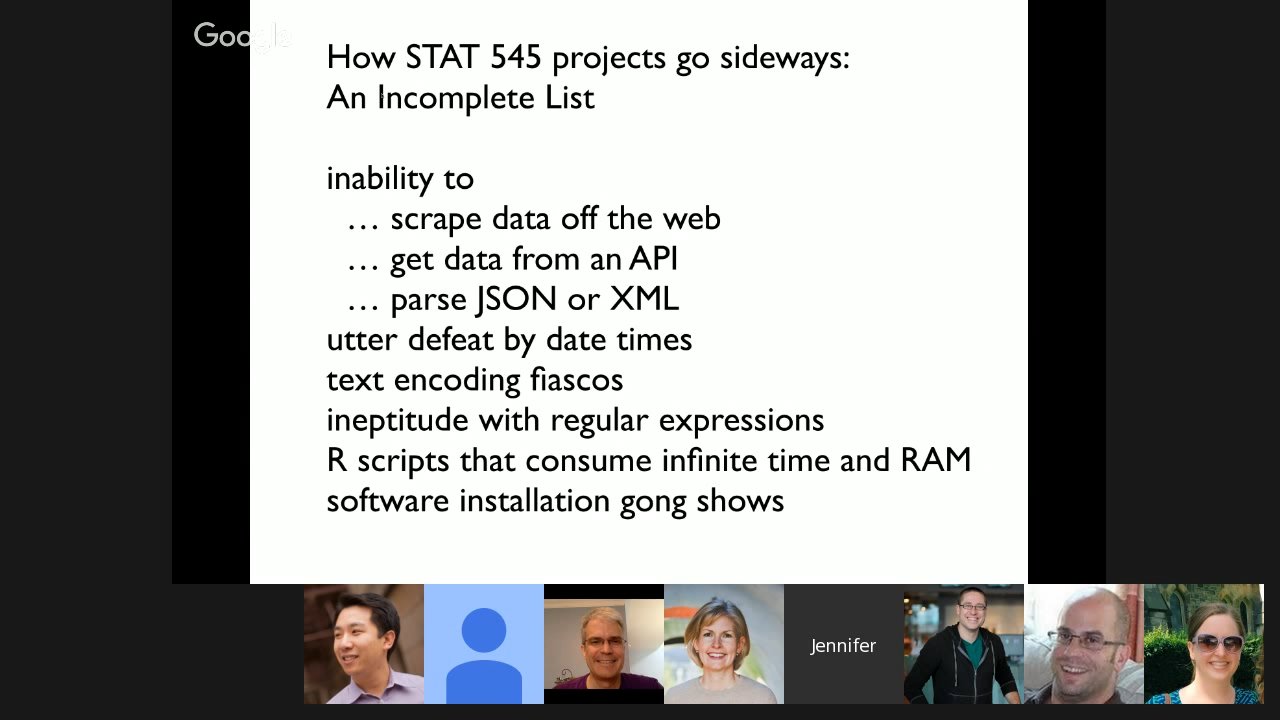 Google
How STAT 545 projects go sideways:
An Incomplete List
inability to
… scrape data off the web
… get data from an API
… parse JSON or XML
utter defeat by date times
text encoding fiascos
ineptitude with regular expressions
R scripts that consume infinite time and RAM
software installation gong shows
Jennifer